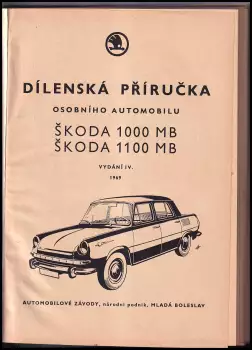 DÍLENSKÁ PŘÍRUČKA
OSOBNÍHO AUTOMOBILU
ŠKODA 1000 MB
ŠKODA 1100 MB
VYDÁNÍ IV.
1969
AUTOMOBILOVÉ ZÁVODY, národní podnik, MLADÁ BOLESLAV